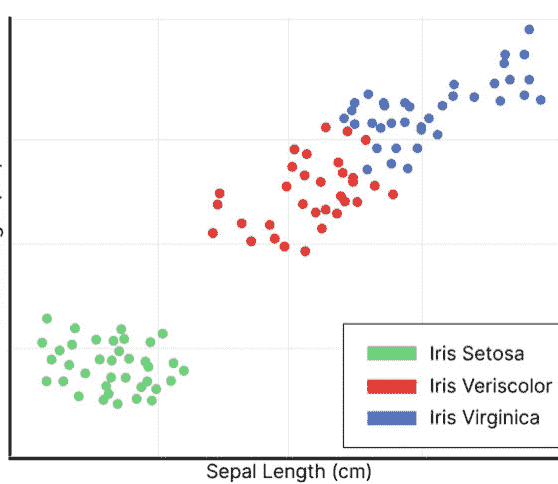 Iris Setosa
Iris Veriscolor
Iris Virginica
Sepal Length (cm)